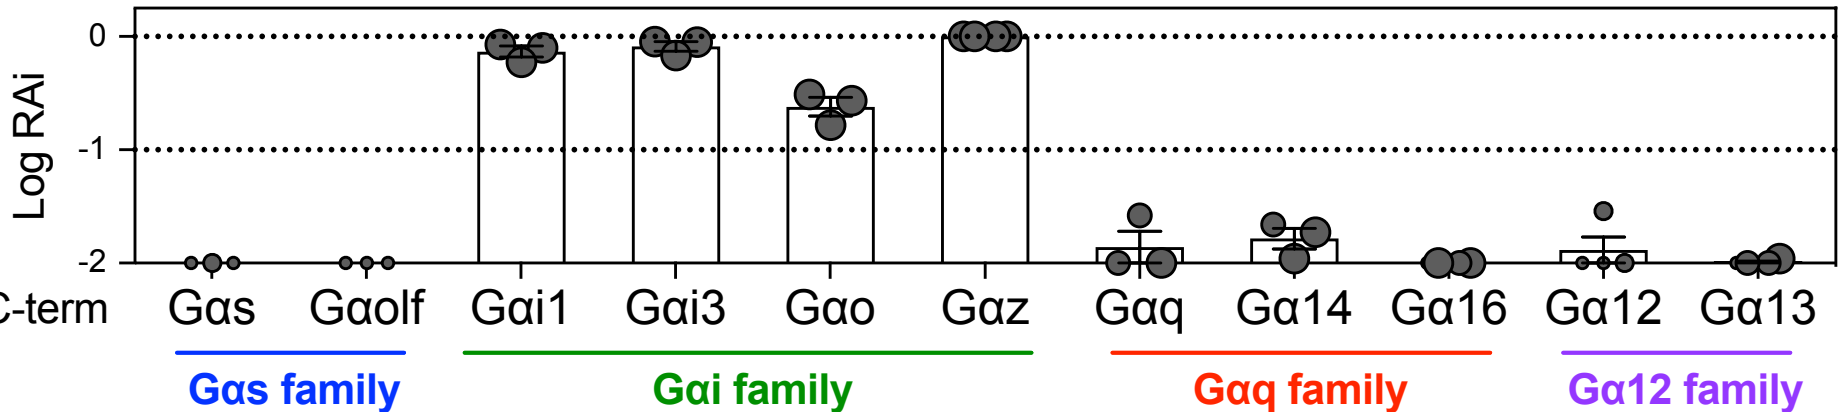 Log RAi
0
-1
-2
C-term Gαs Gαolf Gαi1 Gαi3 Gαo Gαz Gαq Gα14 Gα16 Gα12 Gα13
Gαs family Gαi family Gαq family Gα12 family